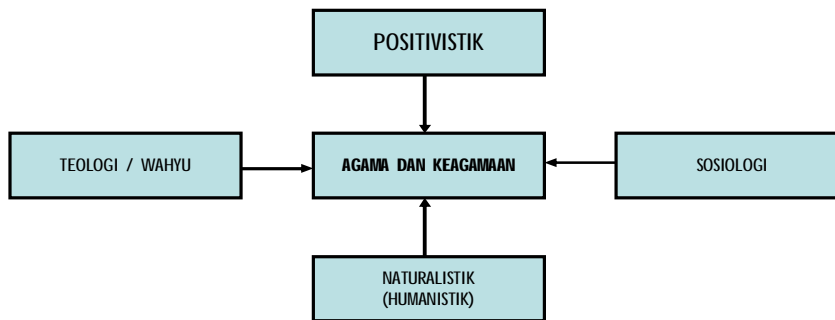 POSITIVISTIK
TEOLOGI / WAHYU
AGAMA DAN KEAGAMAAN
SOSIOLOGI
NATURALISTIK
(HUMANISTIK)